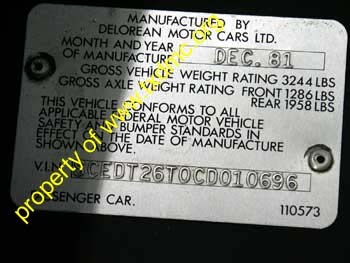 MANUFACTURED BY
DELOREAN MOTOR CARS LTD.
MONTH AND YEAR
OF MANUFACTURE DEC. 81
GROSS VEHICLE WEIGHT RATING 3244 LBS
GROSS AXLE WEIGHT RATING FRONT 1286 LBS
REAR 1958 LBS
THIS VEHICLE CONFORMS TO ALL
APPLICABLE FEDERAL MOTOR VEHICLE
SAFETY AND BUMPER STANDARDS IN
EFFECT ON THE DATE OF MANUFACTURE
SHOWN ABOVE.
V.I.N. SCEDT26T0CD010696
PASSENGER CAR.
110573
property of